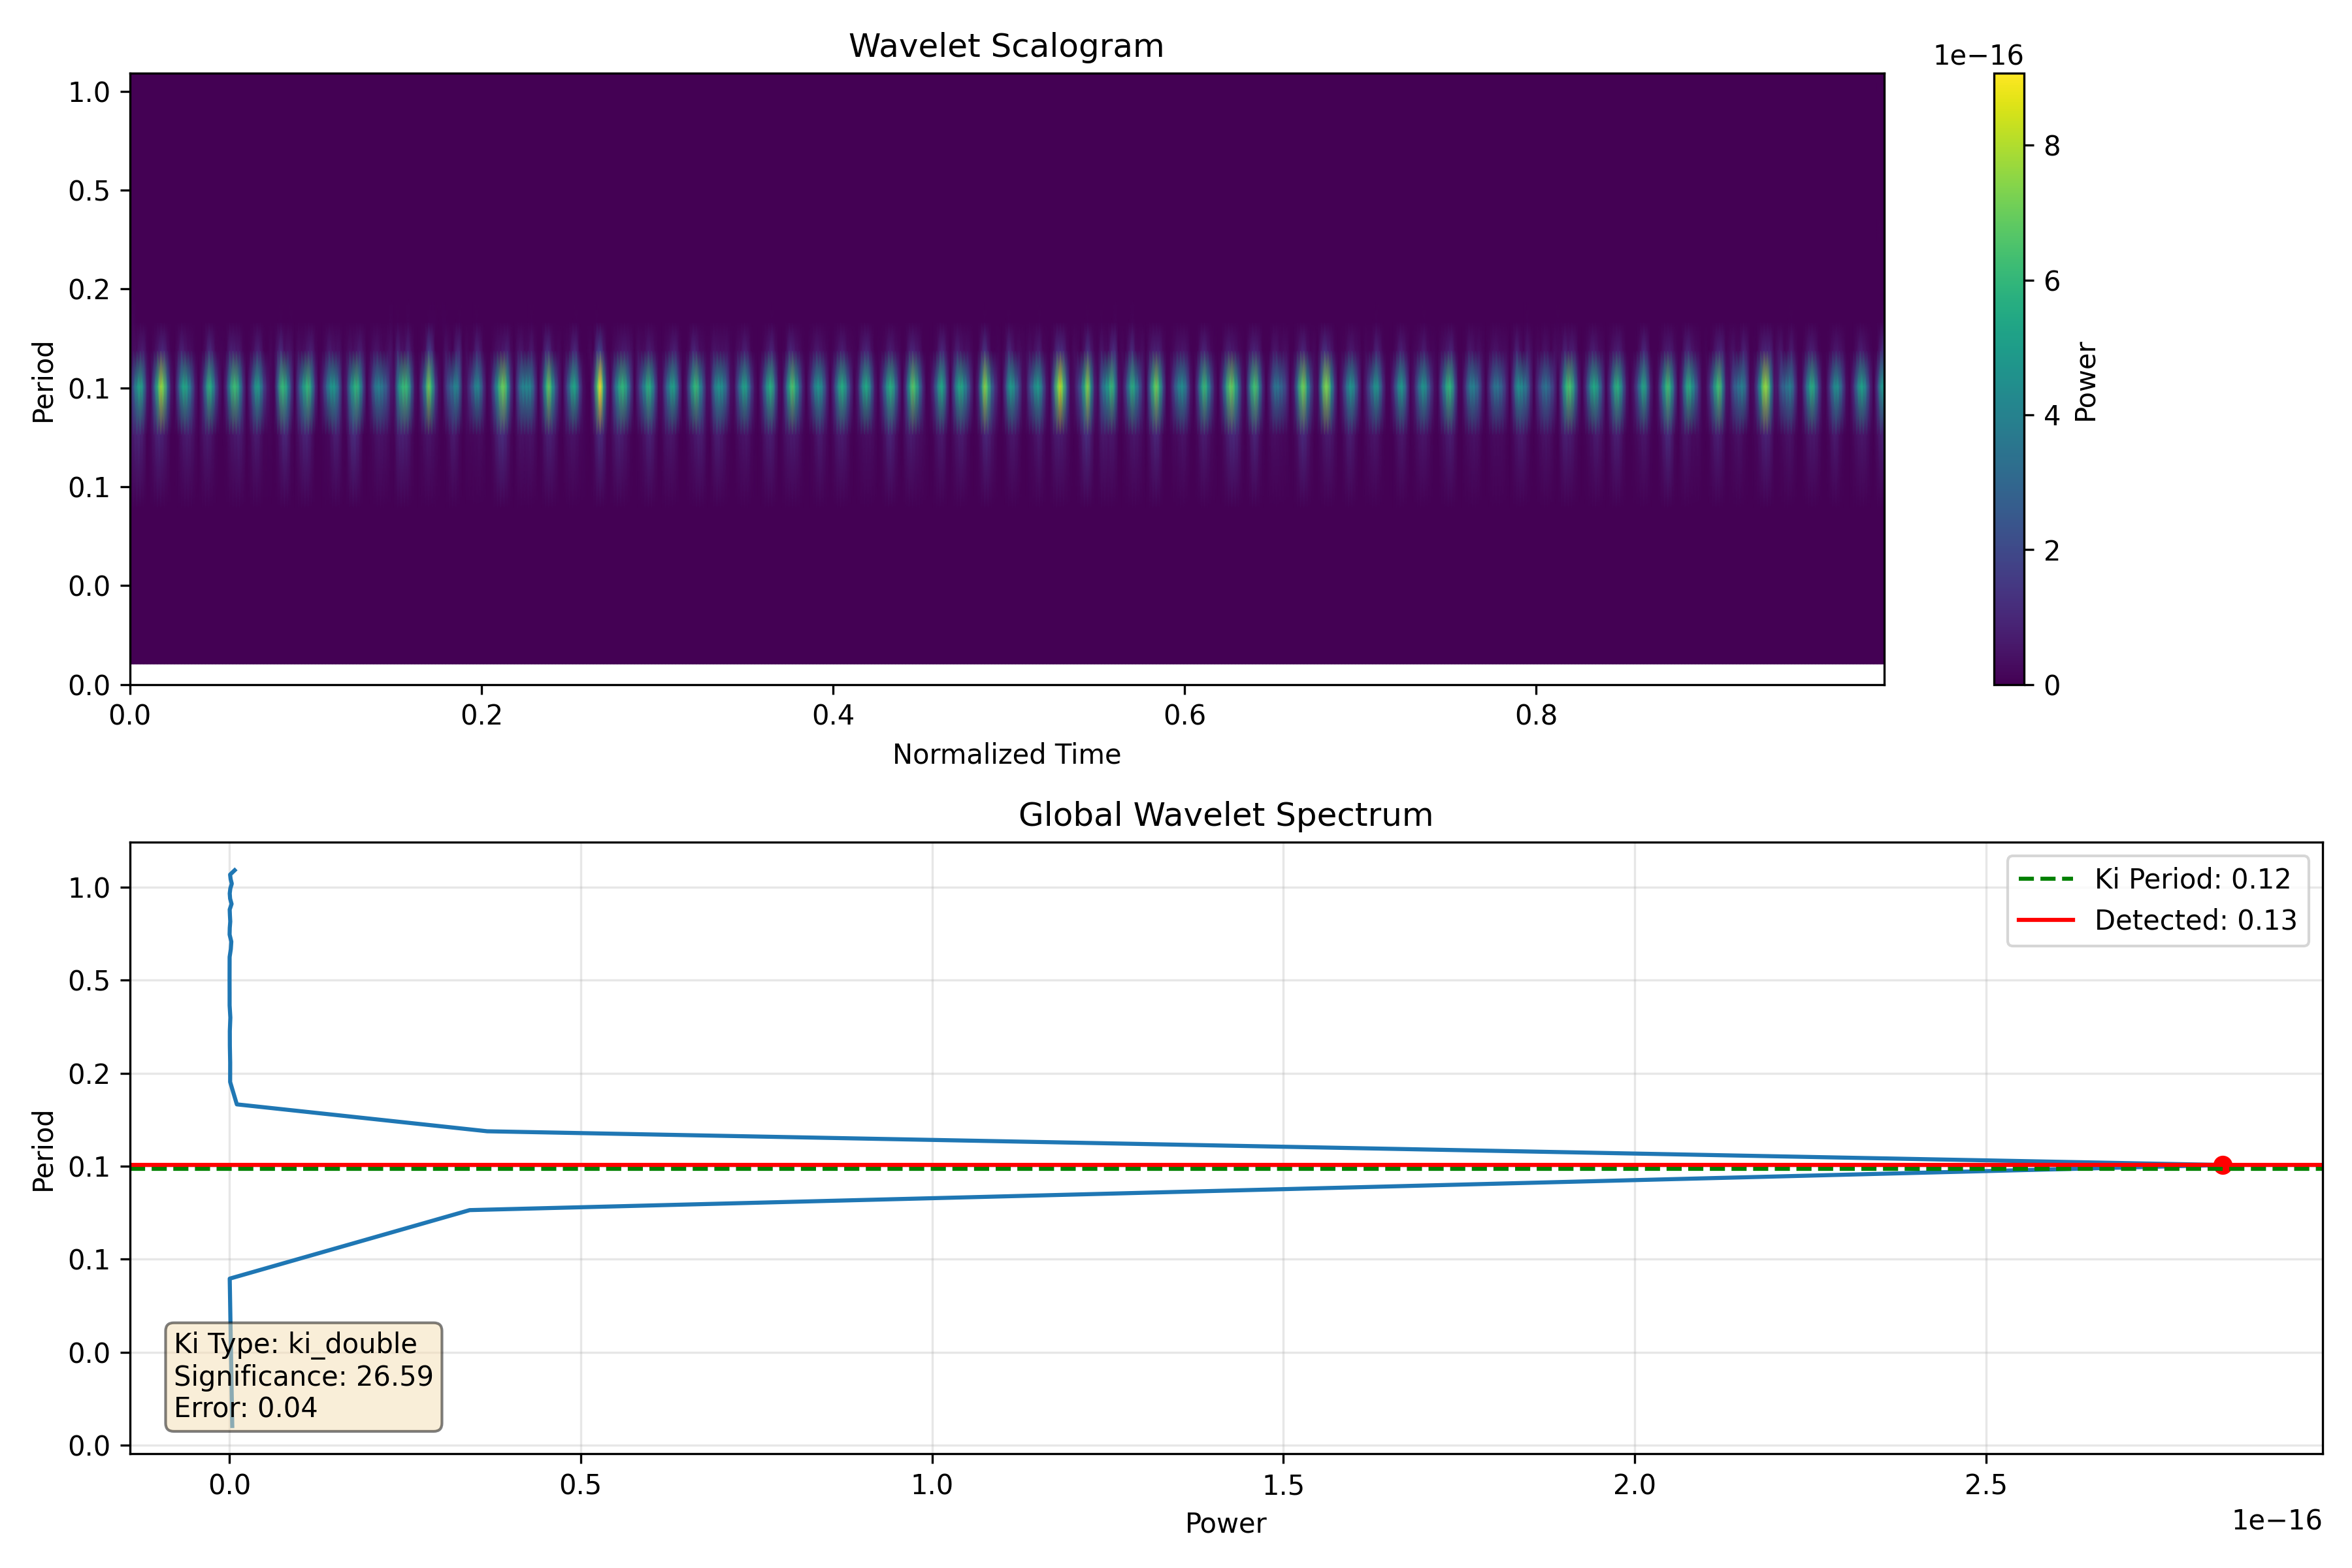 Wavelet Scalogram
1e−16
1.0
0.5
0.2
0.1
0.1
0.0
0.0
Period
0.0 0.2 0.4 0.6 0.8
Normalized Time
8
6
4
2
0
Power
Global Wavelet Spectrum
1.0
0.5
0.2
0.1
0.1
0.0
0.0
Period
Ki Period: 0.12
Detected: 0.13
Ki Type: ki_double
Significance: 26.59
Error: 0.04
0.0 0.5 1.0 1.5 2.0 2.5
Power
1e−16